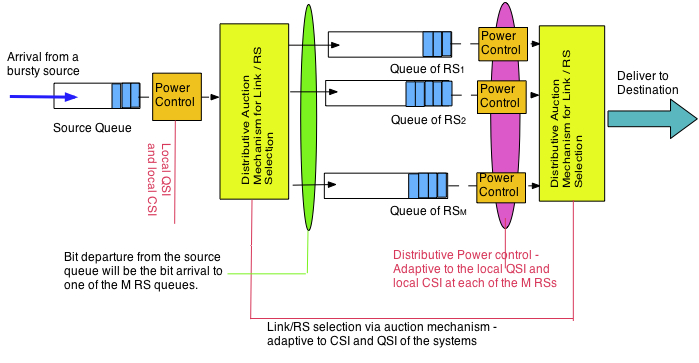 Arrival from a
bursty source
Source Queue
Power
Control
Local QSI
and local CSI
Distributive Auction
Mechanism for Link / RS
Selection
Queue of RS1
Queue of RS2
Queue of RSM
Power
Control
Power
Control
Power
Control
Distributive Auction
Mechanism for Link / RS
Selection
Deliver to
Destination
Bit departure from the source
queue will be the bit arrival to
one of the M RS queues.
Distributive Power control -
Adaptive to the local QSI and
local CSI at each of the M RSs
Link/RS selection via auction mechanism -
adaptive to CSI and QSI of the systems